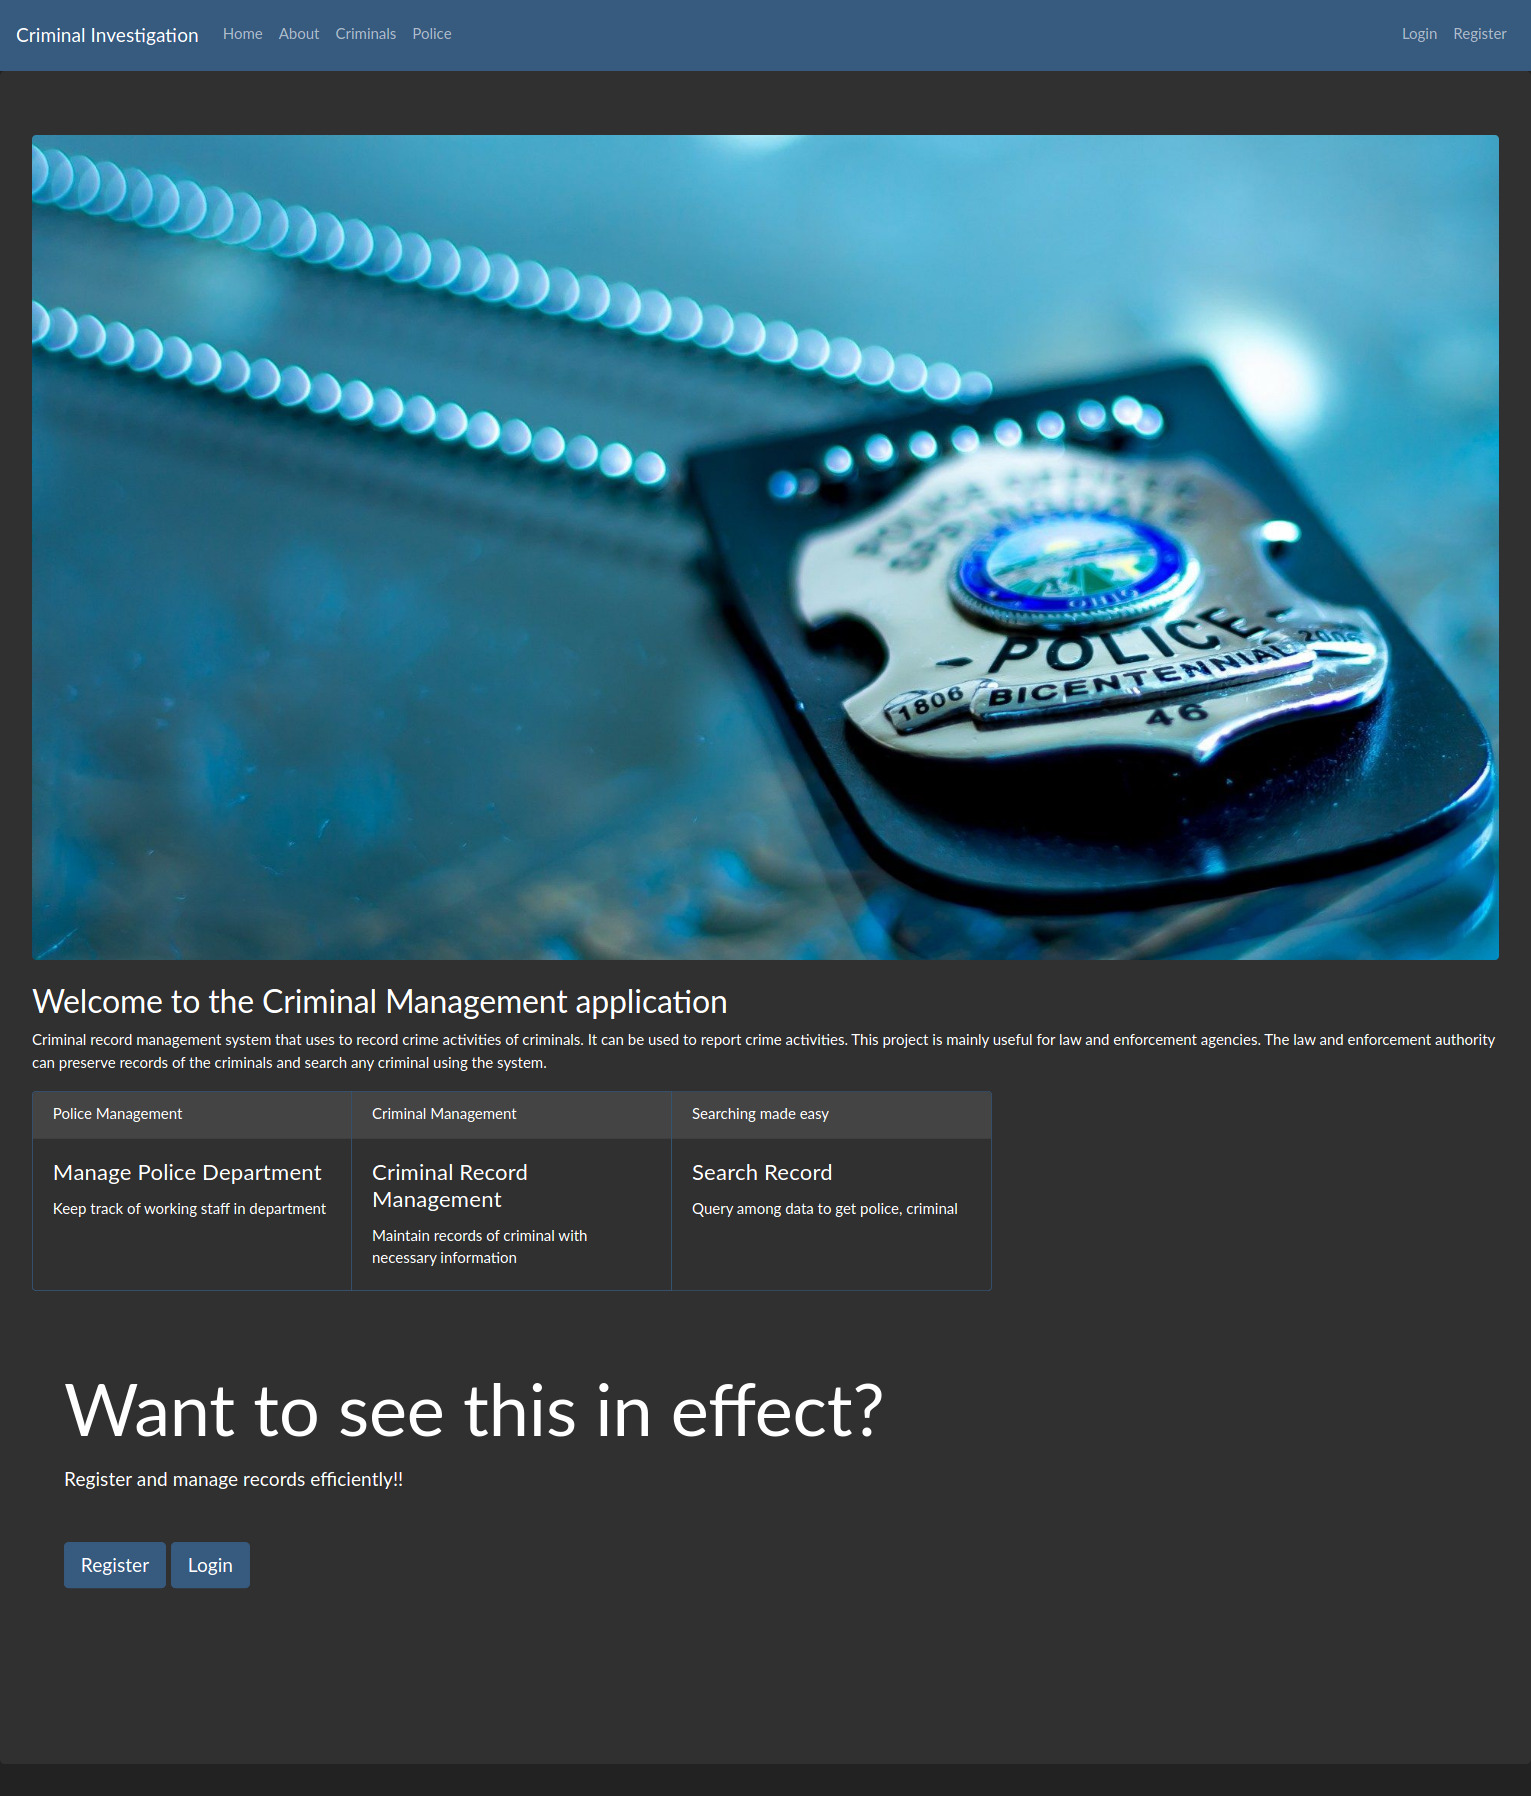 Criminal Investigation Home About Criminals Police Login Register
OHIO
POLICE
1806 BICENTENNIAL 2006
46
Welcome to the Criminal Management application
Criminal record management system that uses to record crime activities of criminals. It can be used to report crime activities. This project is mainly useful for law and enforcement agencies. The law and enforcement authority
can preserve records of the criminals and search any criminal using the system.
Police Management Criminal Management Searching made easy
Manage Police Department
Keep track of working staff in department
Criminal Record
Management
Maintain records of criminal with
necessary information
Search Record
Query among data to get police, criminal
Want to see this in effect?
Register and manage records efficiently!!
Register Login